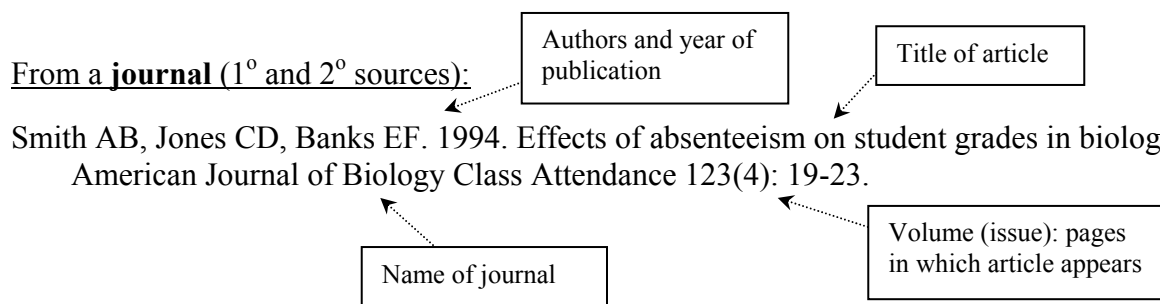 Authors and year of
publication
Title of article
From a journal (1º and 2º sources):
Smith AB, Jones CD, Banks EF. 1994. Effects of absenteeism on student grades in biolog
American Journal of Biology Class Attendance 123(4): 19-23.
Name of journal
Volume (issue): pages
in which article appears